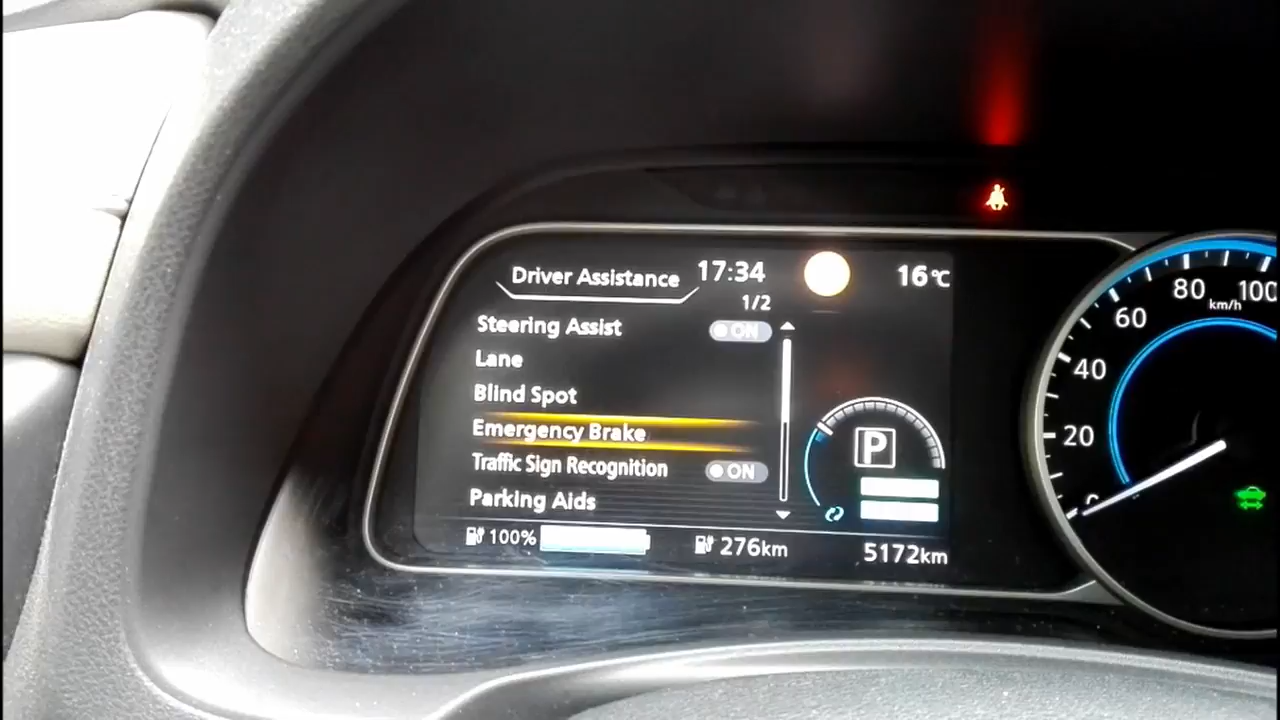 Driver Assistance 17:34 16℃
1/2
Steering Assist ON
Lane
Blind Spot
Emergency Brake
Traffic Sign Recognition ON
Parking Aids
P
100% 276km 5172km
0 20 40 60 80 100
km/h